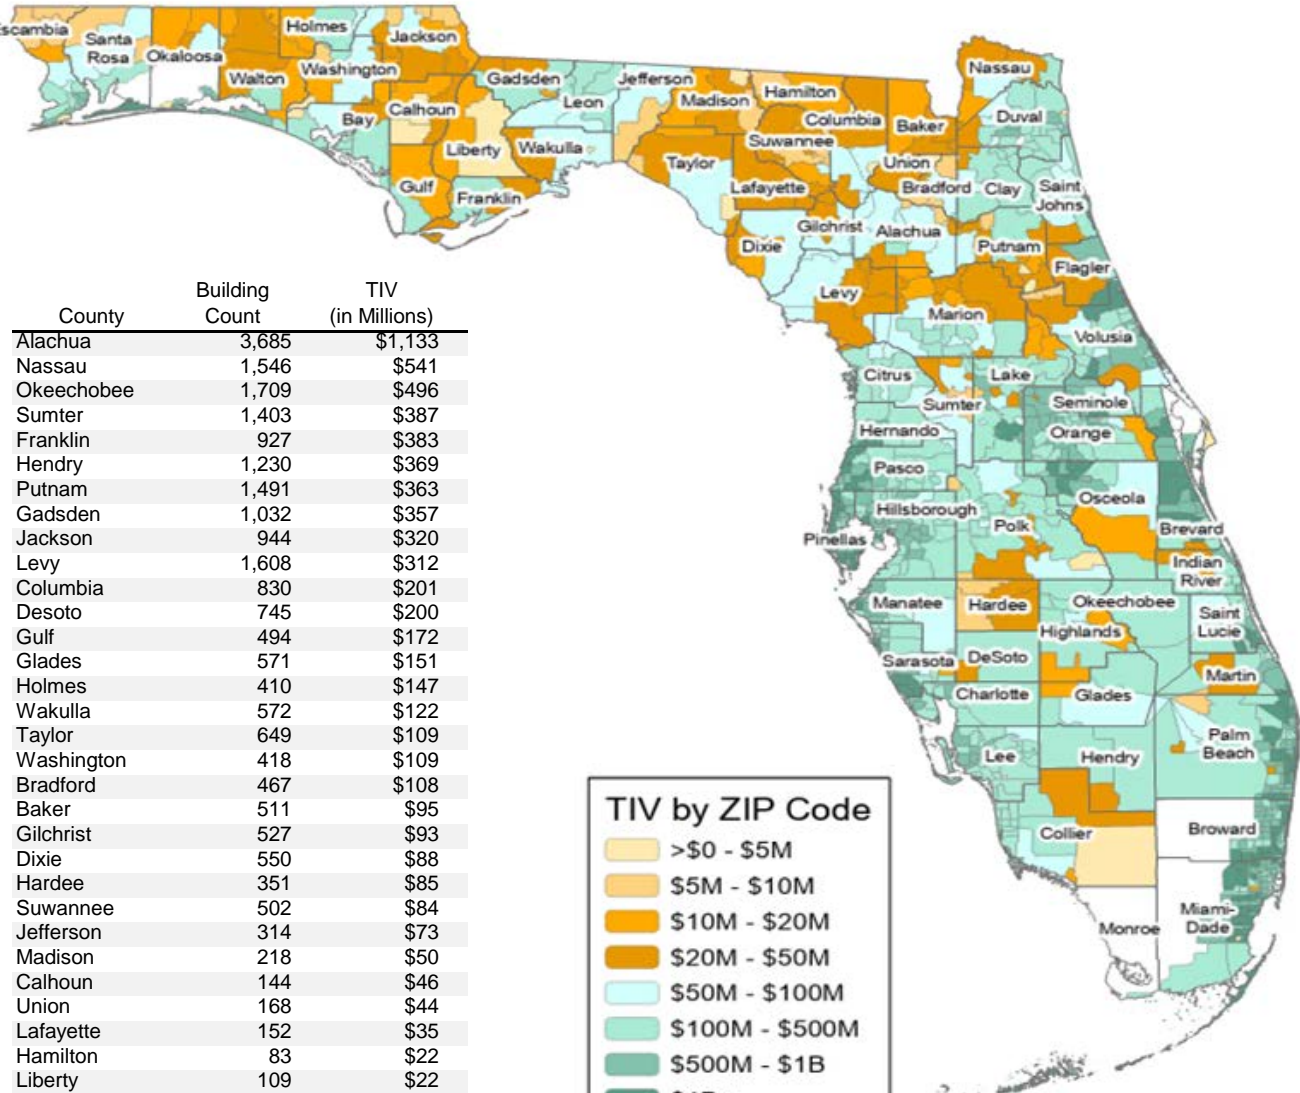 Escambia
Santa
Rosa
Okaloosa
Holmes
Walton
Washington
Jackson
Bay
Calhoun
Gulf
Liberty
Gadsden
Leon
Wakulla
Franklin
Jefferson
Madison
Taylor
Hamilton
Suwannee
Lafayette
Columbia
Dixie
Gilchrist
Baker
Union
Bradford
Alachua
Levy
Nassau
Duval
Clay
Saint
Johns
Putnam
Flagler
Marion
Volusia
Citrus
Sumter
Lake
Hernando
Seminole
Orange
Pasco
Hillsborough
Pinellas
Polk
Osceola
Brevard
Indian
River
Manatee
Hardee
Okeechobee
Highlands
Saint
Lucie
Sarasota
DeSoto
Martin
Charlotte
Glades
Lee
Hendry
Palm
Beach
Collier
Broward
Monroe
Miami-
Dade
Building TIV
County Count (in Millions)
Alachua 3,685 $1,133
Nassau 1,546 $541
Okeechobee 1,709 $496
Sumter 1,403 $387
Franklin 927 $383
Hendry 1,230 $369
Putnam 1,491 $363
Gadsden 1,032 $357
Jackson 944 $320
Levy 1,608 $312
Columbia 830 $201
Desoto 745 $200
Gulf 494 $172
Glades 571 $151
Holmes 410 $147
Wakulla 572 $122
Taylor 649 $109
Washington 418 $109
Bradford 467 $108
Baker 511 $95
Gilchrist 527 $93
Dixie 550 $88
Hardee 351 $85
Suwannee 502 $84
Jefferson 314 $73
Madison 218 $50
Calhoun 144 $46
Union 168 $44
Lafayette 152 $35
Hamilton 83 $22
Liberty 109 $22
TIV by ZIP Code
>$0 - $5M
$5M - $10M
$10M - $20M
$20M - $50M
$50M - $100M
$100M - $500M
$500M - $1B